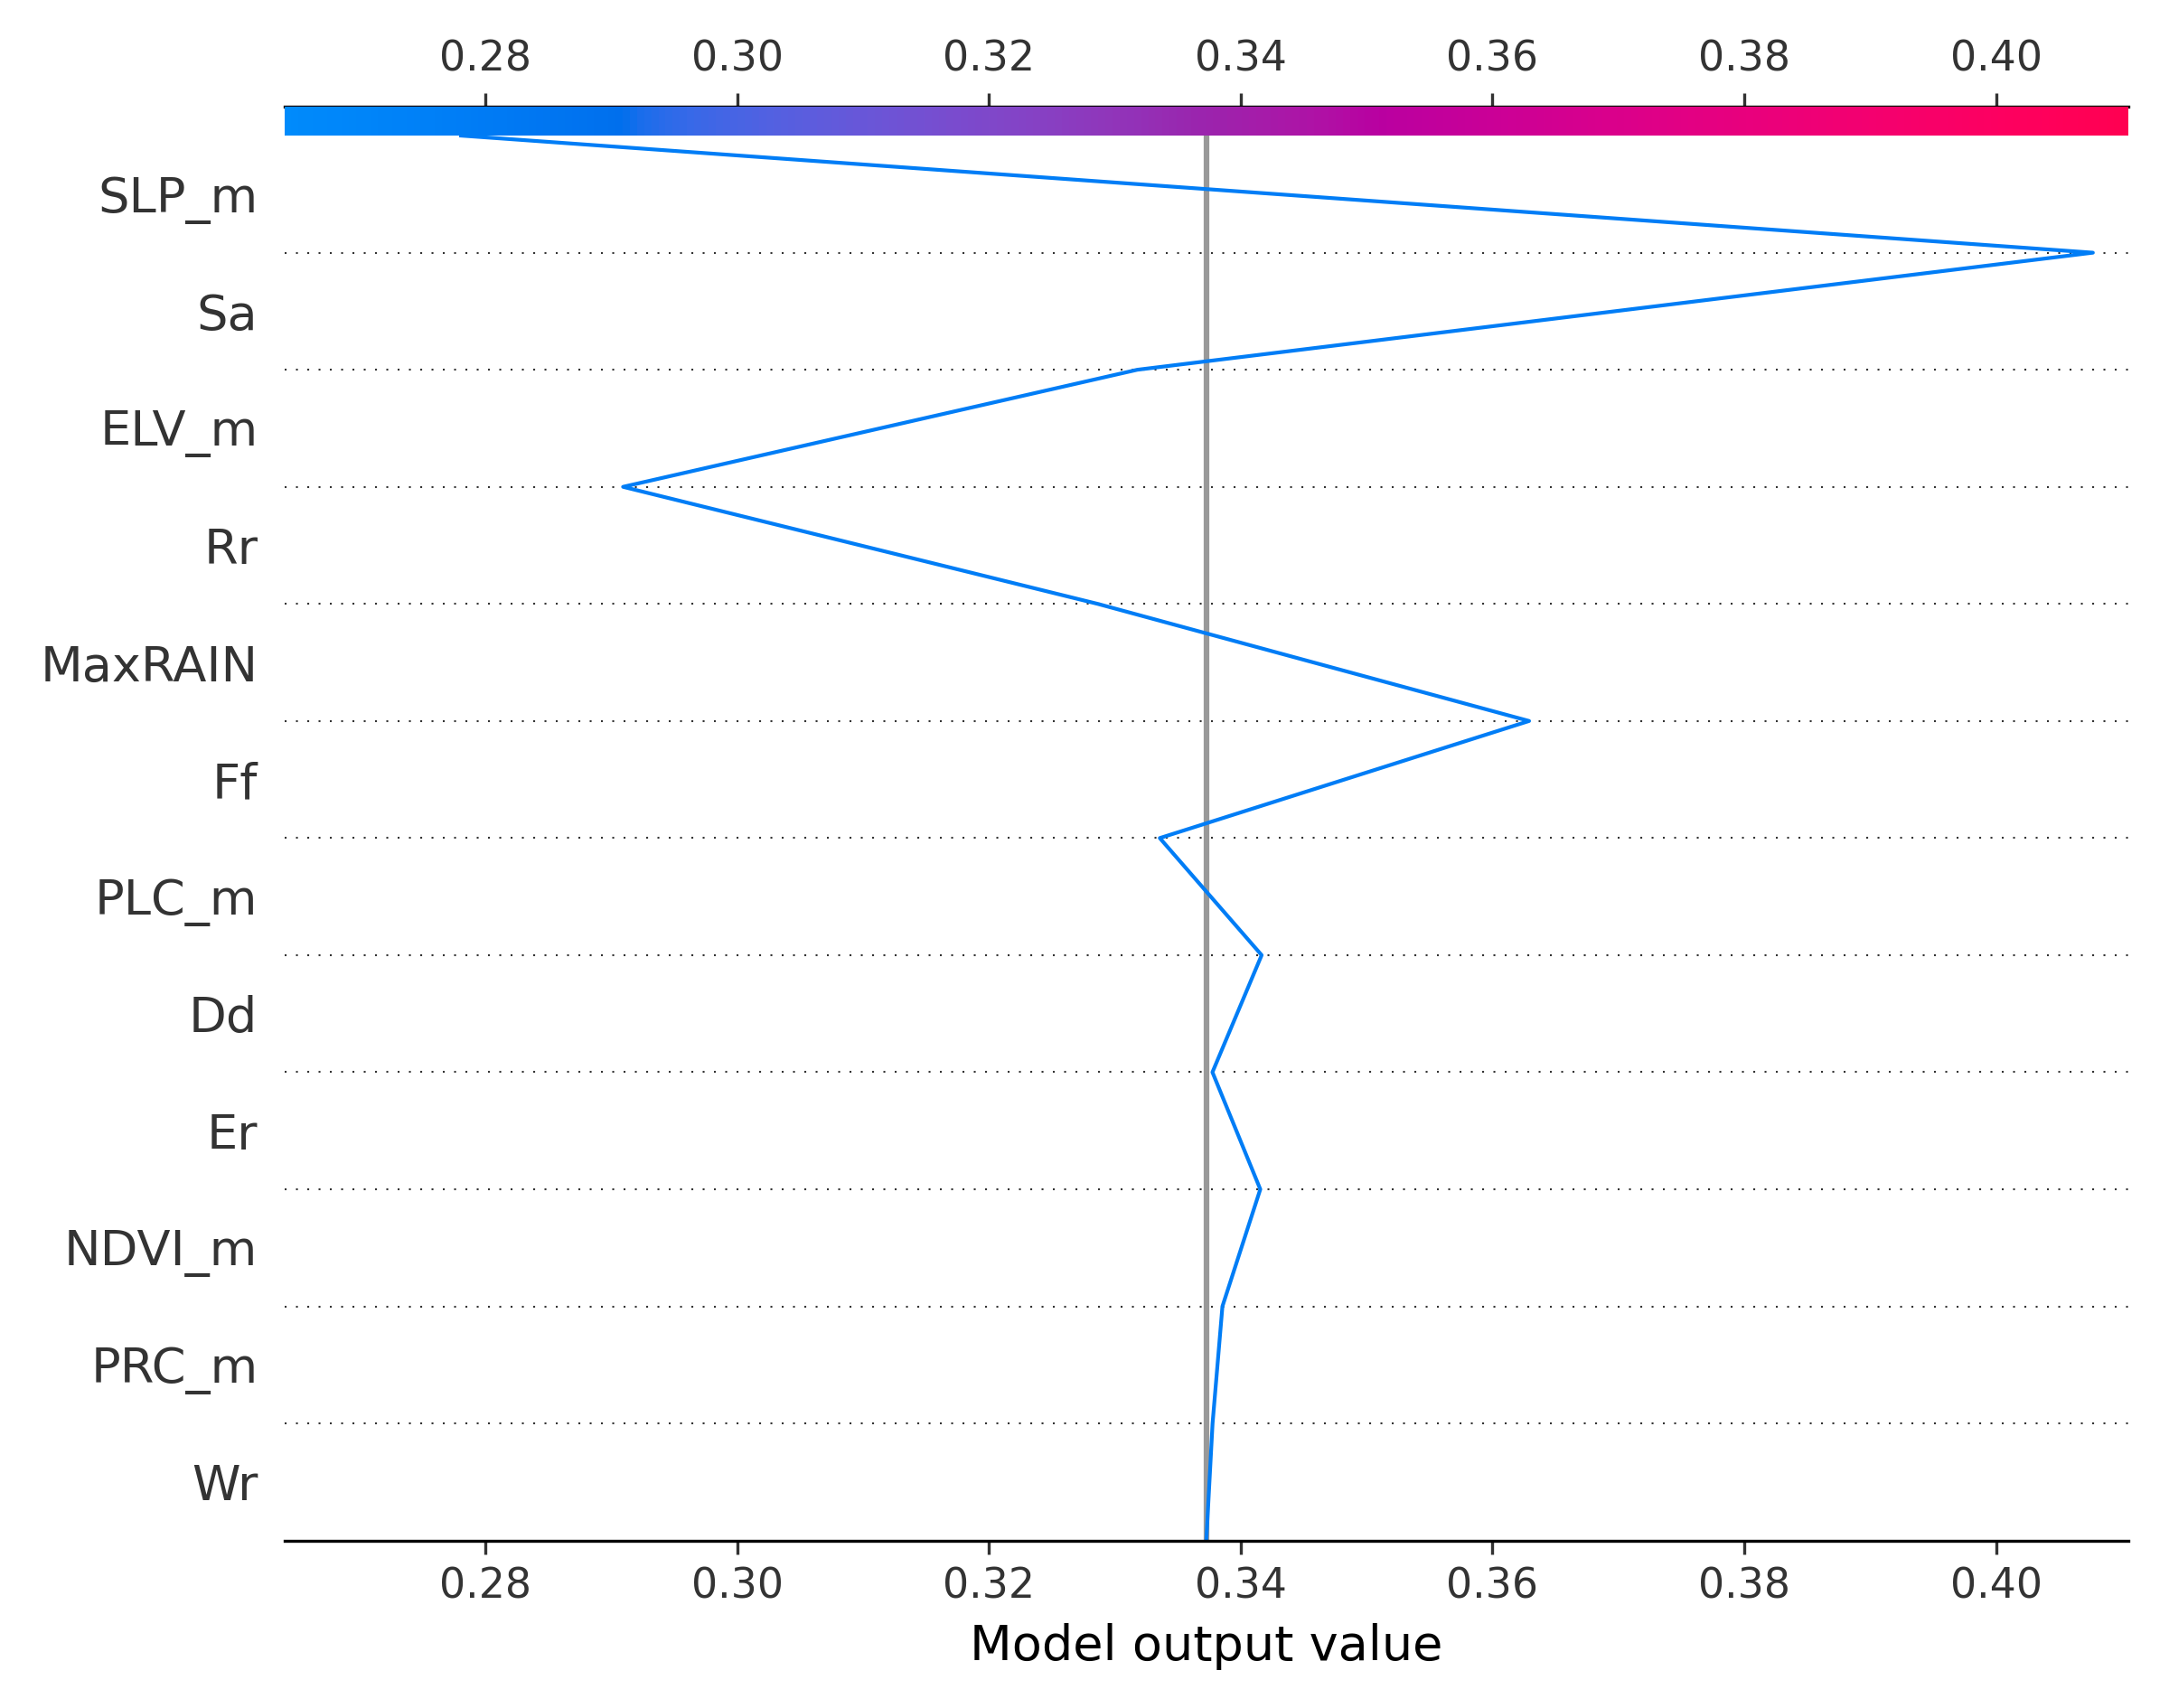 0.28 0.30 0.32 0.34 0.36 0.38 0.40
SLP_m
Sa
ELV_m
Rr
MaxRAIN
Ff
PLC_m
Dd
Er
NDVI_m
PRC_m
Wr
0.28 0.30 0.32 0.34 0.36 0.38 0.40
Model output value